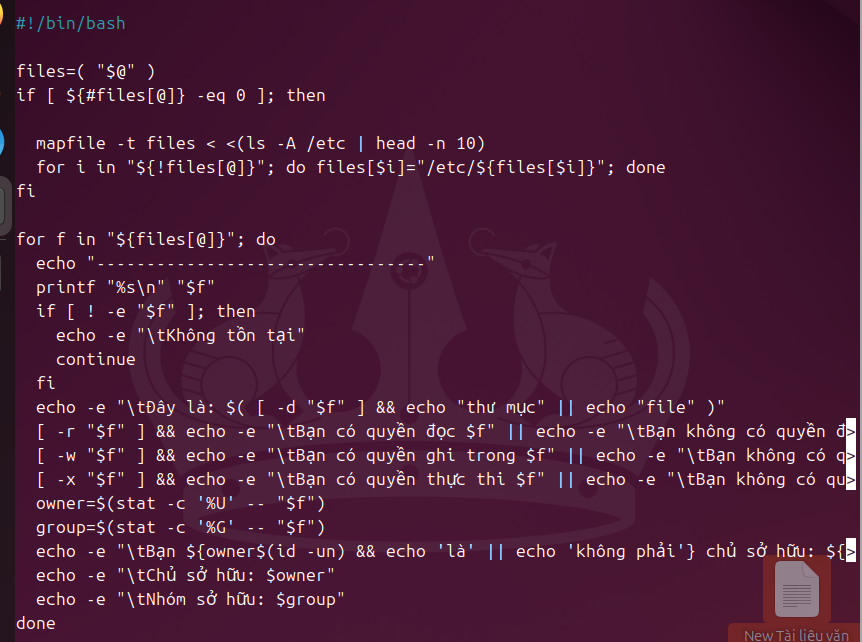 #!/bin/bash
files=( "$@" )
if [ ${#files[@]} -eq 0 ]; then
mapfile -t files < <(ls -A /etc | head -n 10)
for i in "${!files[@]}"; do files[$i]="/etc/${files[$i]}"; done
fi
for f in "${files[@]}"; do
echo "---------------------------------"
printf "%s\n" "$f"
if [ ! -e "$f" ]; then
echo -e "\tKhông tồn tại"
continue
fi
echo -e "\tĐây là: $( [ -d "$f" ] && echo "thư mục" || echo "file" )"
[ -r "$f" ] && echo -e "\tBạn có quyền đọc $f" || echo -e "\tBạn không có quyền đ>
[ -w "$f" ] && echo -e "\tBạn có quyền ghi trong $f" || echo -e "\tBạn không có q>
[ -x "$f" ] && echo -e "\tBạn có quyền thực thi $f" || echo -e "\tBạn không có qu>
owner=$(stat -c '%U' -- "$f")
group=$(stat -c '%G' -- "$f")
echo -e "\tBạn ${owner$(id -un) && echo 'là' || echo 'không phải'} chủ sở hữu: ${>
echo -e "\tChủ sở hữu: $owner"
echo -e "\tNhóm sở hữu: $group"
done
New Tài liệu văn